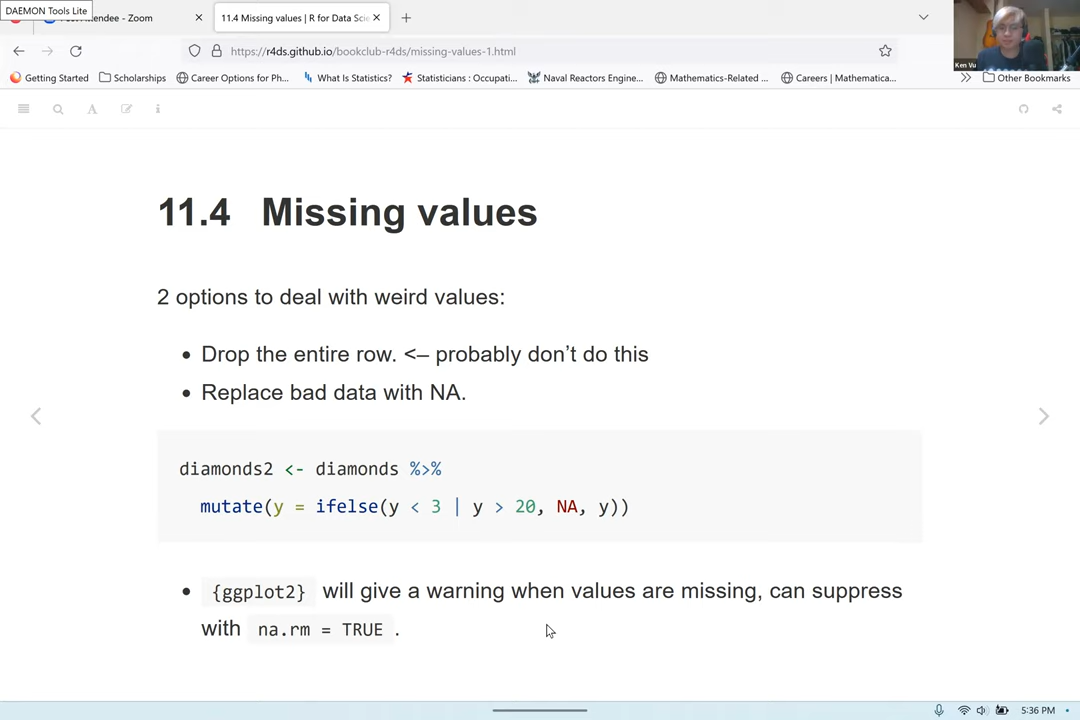 DAEMON Tools Lite
Attendee - Zoom
11.4 Missing values | R for Data Scie
https://r4ds.github.io/bookclub-r4ds/missing-values-1.html
Ken Vu
Getting Started
Scholarships
Career Options for Ph...
What Is Statistics?
Statisticians : Occupati...
Naval Reactors Engine...
Mathematics-Related ...
Careers | Mathematica...
Other Bookmarks
11.4 Missing values
2 options to deal with weird values:
• Drop the entire row. <– probably don’t do this
• Replace bad data with NA.
diamonds2 <- diamonds %>%
mutate(y = ifelse(y < 3 | y > 20, NA, y))
• {ggplot2} will give a warning when values are missing, can suppress
with na.rm = TRUE .
5:36 PM